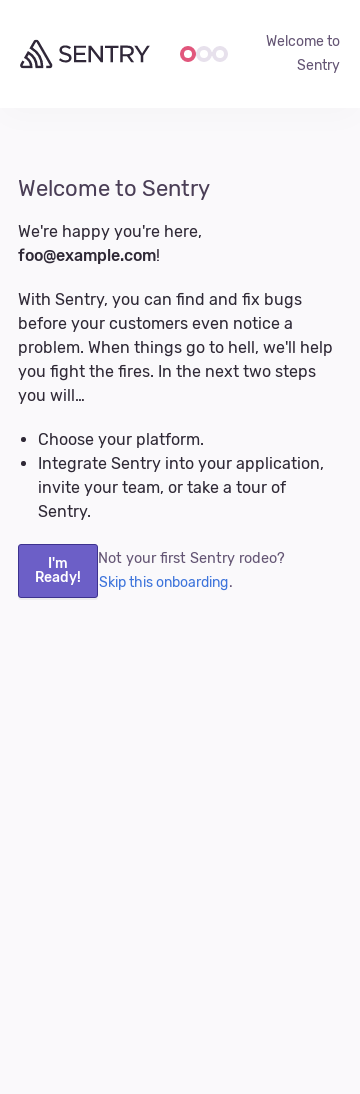 SENTRY
Welcome to
Sentry
Welcome to Sentry
We're happy you're here,
foo@example.com!
With Sentry, you can find and fix bugs
before your customers even notice a
problem. When things go to hell, we'll help
you fight the fires. In the next two steps
you will…
• Choose your platform.
• Integrate Sentry into your application,
invite your team, or take a tour of
Sentry.
I'm
Ready!
Not your first Sentry rodeo?
Skip this onboarding.